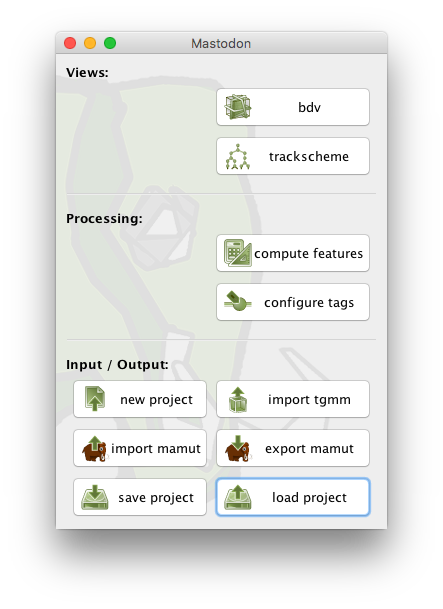 Mastodon
Views:
bdv
trackscheme
Processing:
compute features
configure tags
Input / Output:
new project
import tgmm
import mamut
export mamut
save project
load project